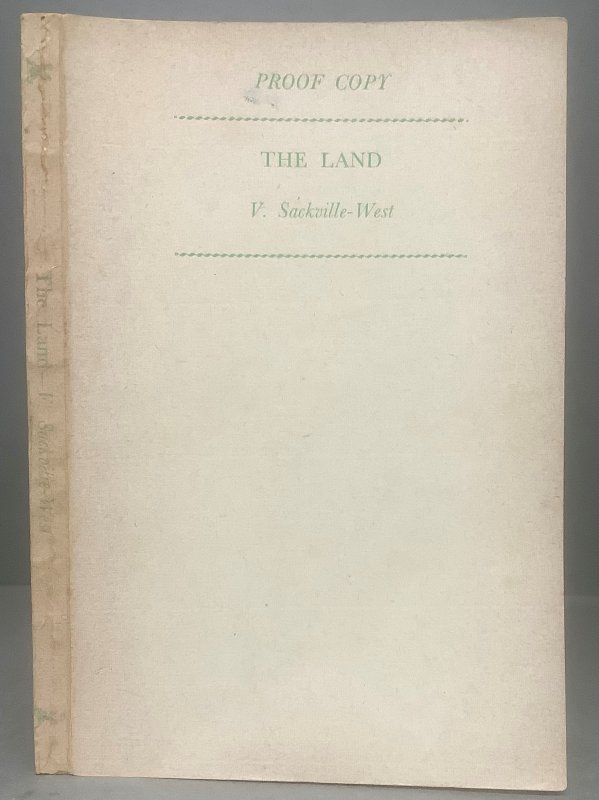 PROOF COPY
THE LAND
V. Sackville-West
The Land—V. Sackville-West